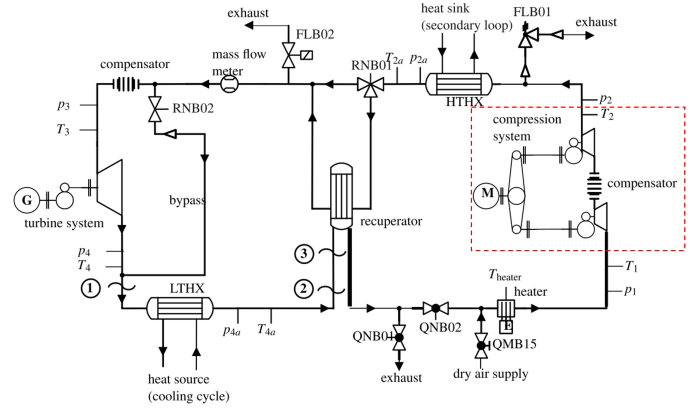 exhaust
FLB02
heat sink
(secondary loop)
FLB01
exhaust
compensator
mass flow
meter
RNB01
T2a
p2a
p3
T3
RNB02
HTHX
p2
T2
compression
system
M
compensator
G
turbine system
bypass
recuperator
p4
T4
1
3
2
LTHX
p4a
T4a
Theater
heater
E
T1
p1
QNB01
QNB02
QMB15
heat source
(cooling cycle)
exhaust
dry air supply